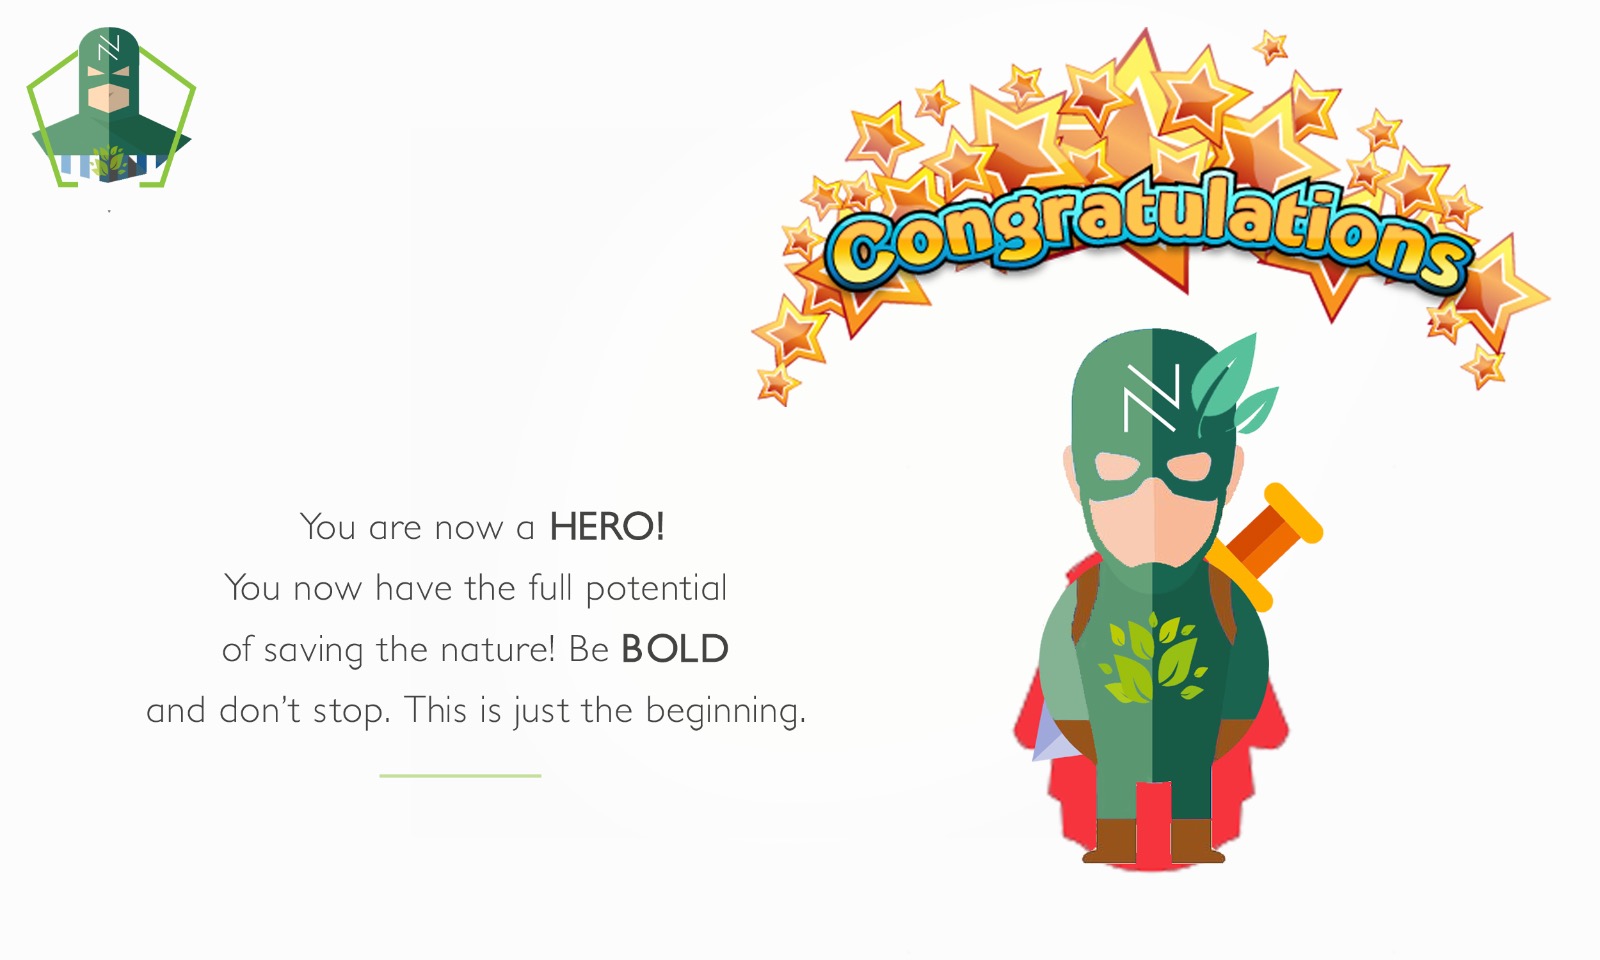 N
Congratulations
N
You are now a HERO!
You now have the full potential
of saving the nature! Be BOLD
and don’t stop. This is just the beginning.